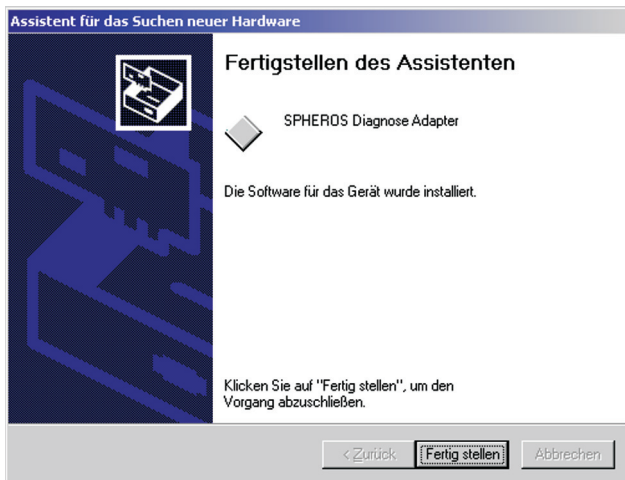 Assistent für das Suchen neuer Hardware
Fertigstellen des Assistenten
SPHEROS Diagnose Adapter
Die Software für das Gerät wurde installiert.
Klicken Sie auf "Fertig stellen", um den
Vorgang abzuschließen.
< Zurück
Fertig stellen
Abbrechen